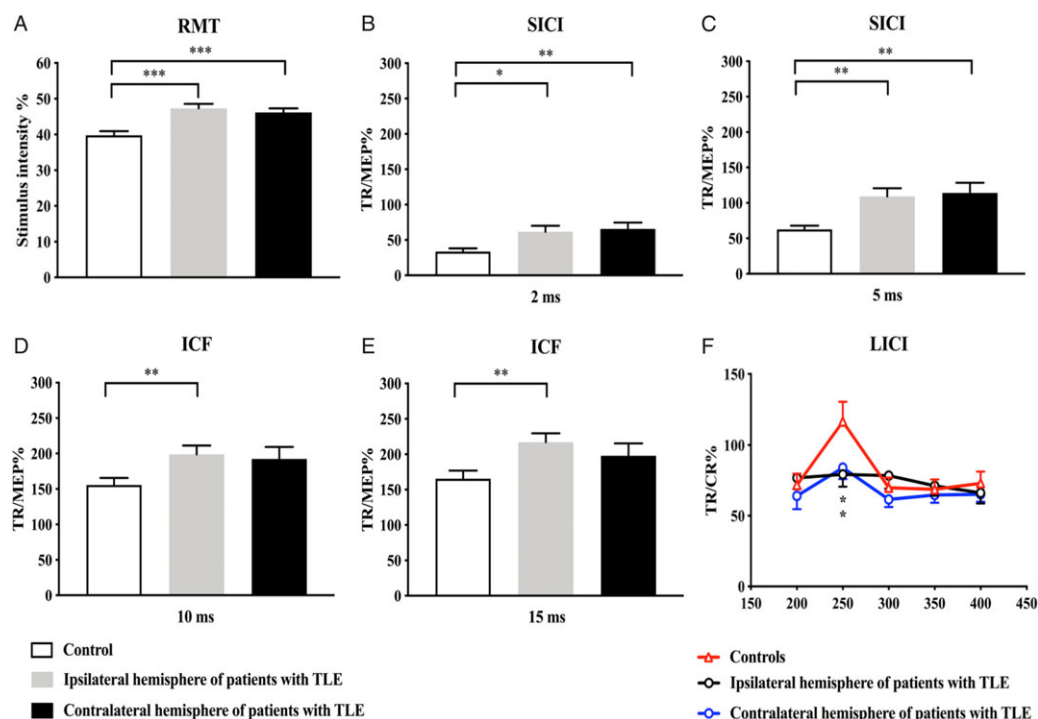 A RMT
***
***
Stimulus intensity %
60
50
40
30
20
10
0
B SICI
**
*
TR/MEP%
300
250
200
150
100
50
0
2 ms
C SICI
**
**
TR/MEP%
300
250
200
150
100
50
0
5 ms
D ICF
**
TR/MEP%
300
250
200
150
100
50
0
10 ms
E ICF
**
TR/MEP%
300
250
200
150
100
50
0
15 ms
F LICI
TR/CR%
150
100
50
0
*
*
150 200 250 300 350 400 450
Control
Ipsilateral hemisphere of patients with TLE
Contralateral hemisphere of patients with TLE
Controls
Ipsilateral hemisphere of patients with TLE
Contralateral hemisphere of patients with TLE